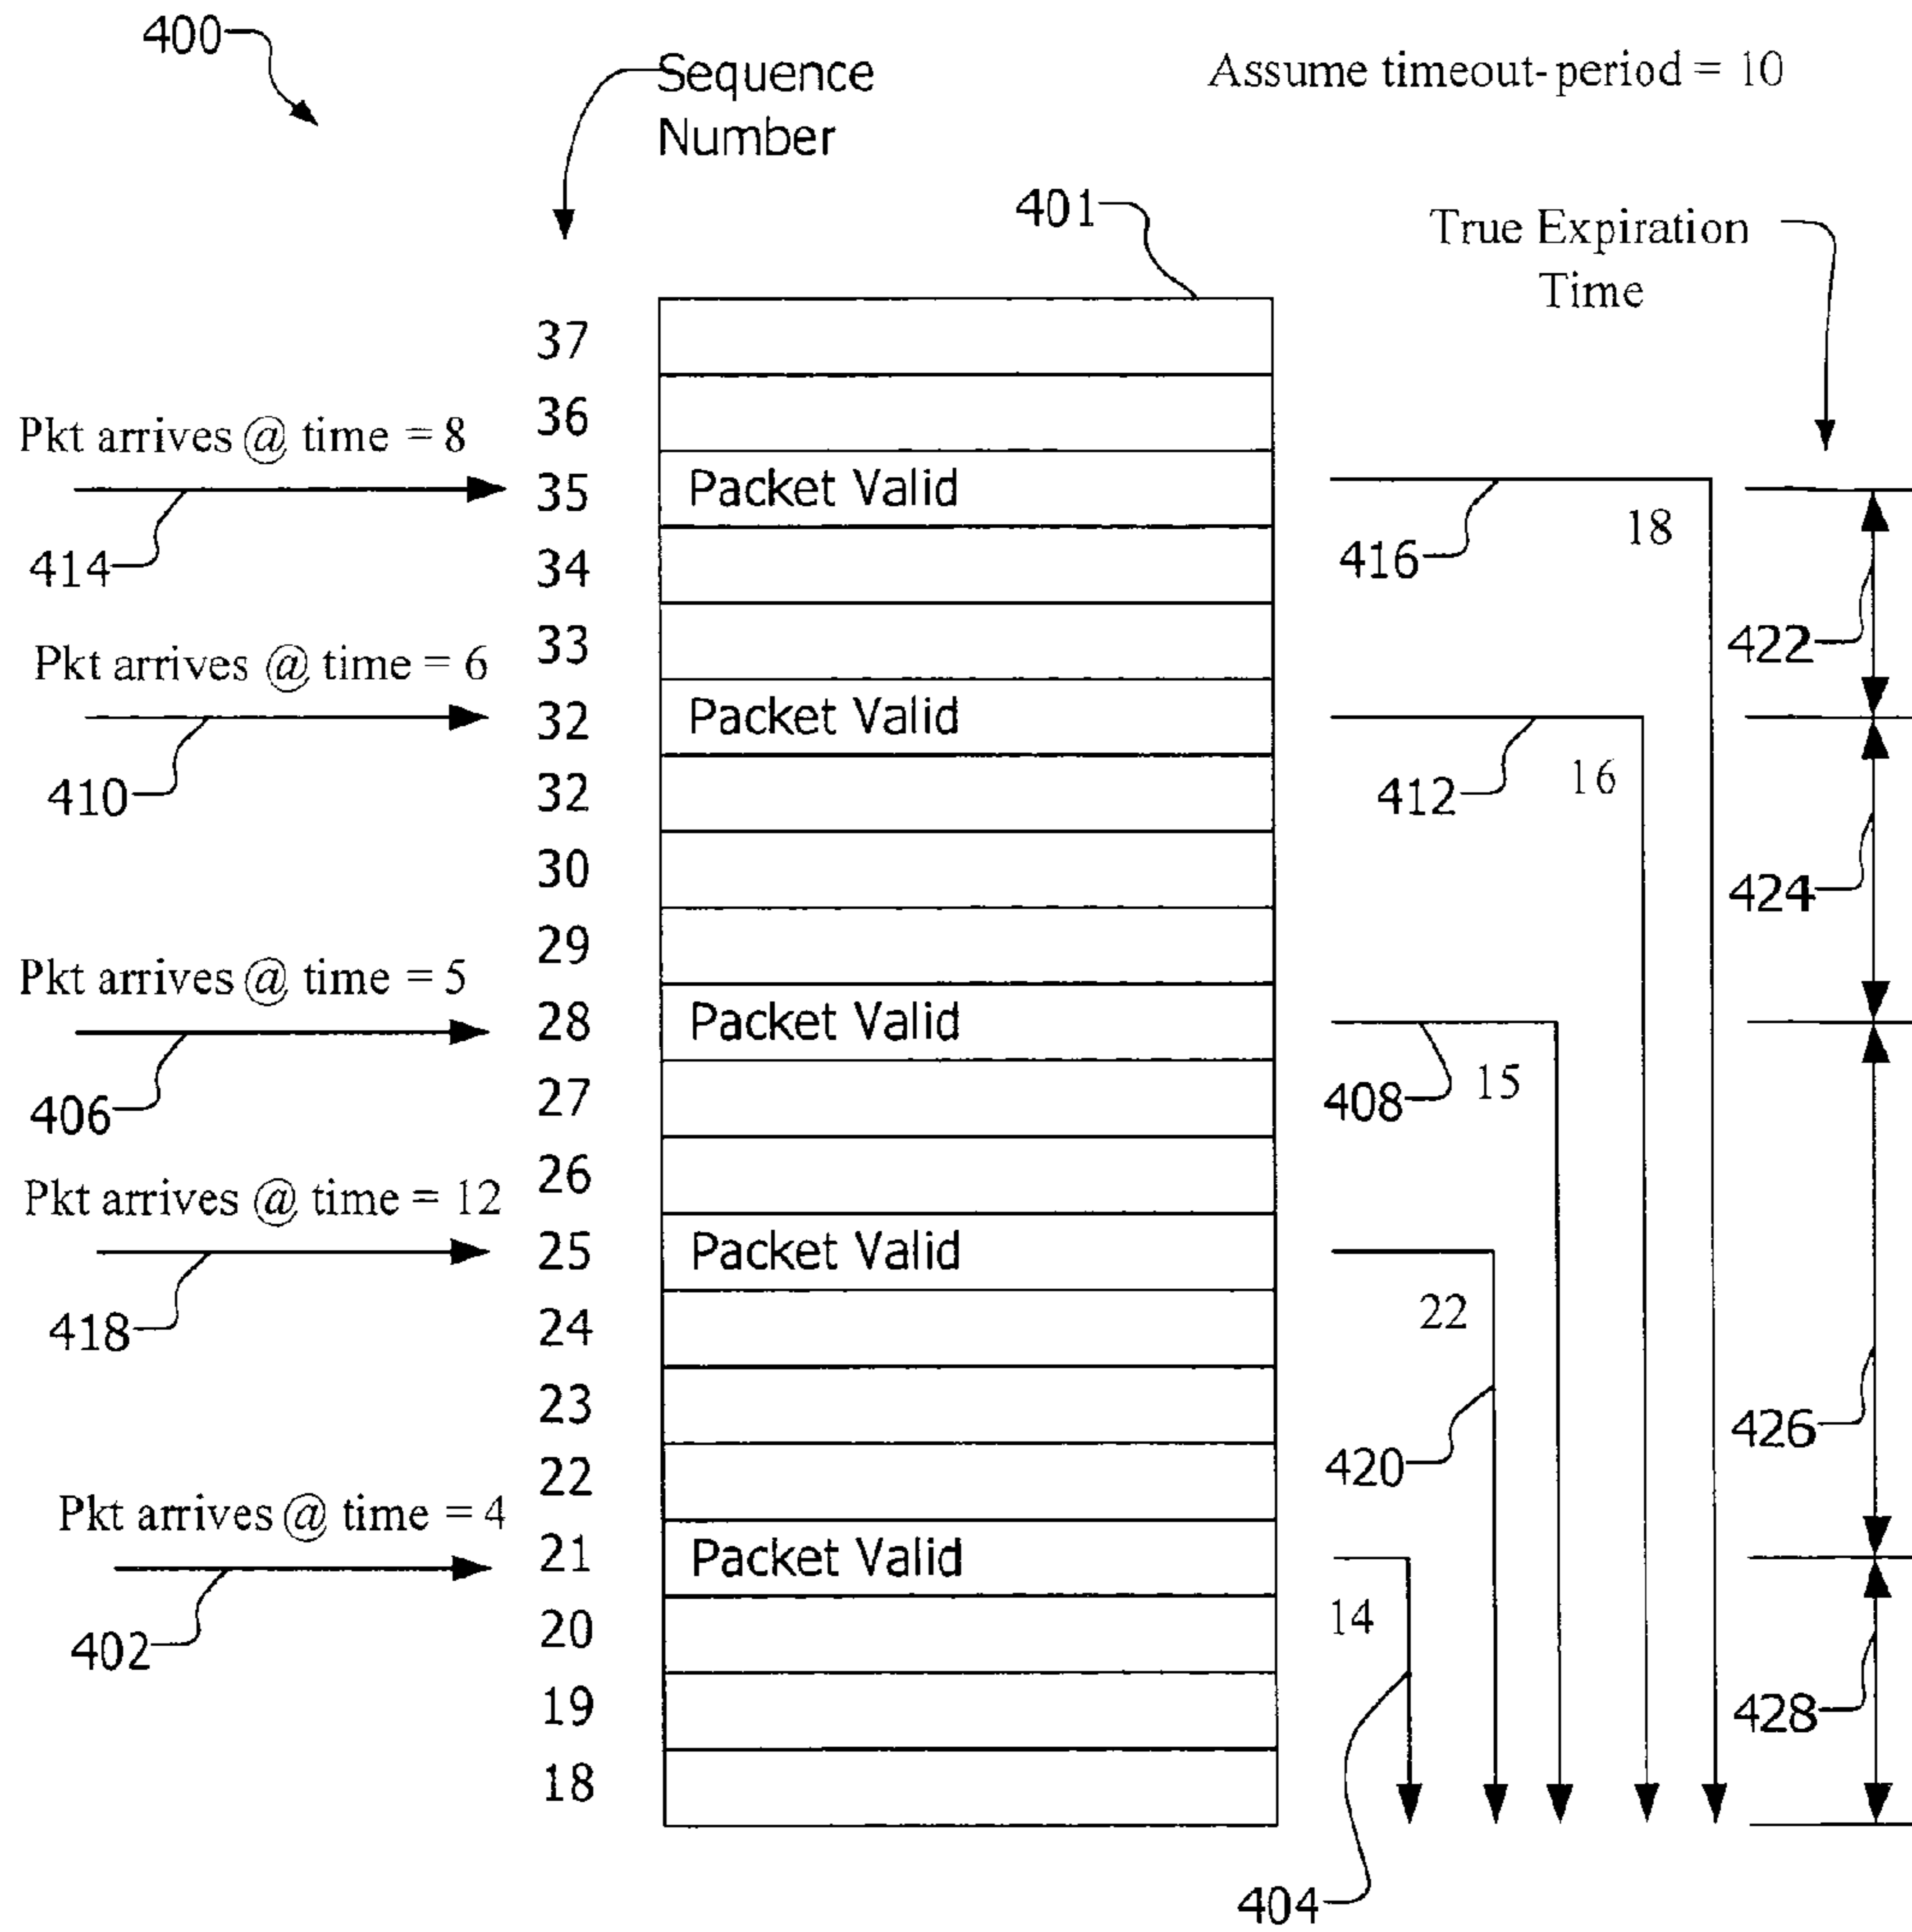 400
Sequence
Number
Assume timeout-period = 10
401
True Expiration
Time
37
36
Pkt arrives @ time = 8
35 Packet Valid
414
34
416
18
33
422
Pkt arrives @ time = 6
32 Packet Valid
410
32
412
16
30
424
29
Pkt arrives @ time = 5
28 Packet Valid
406
27
408
15
26
Pkt arrives @ time = 12
25 Packet Valid
418
24
22
23
426
22
420
Pkt arrives @ time = 4
21 Packet Valid
402
20
14
19
428
18
404